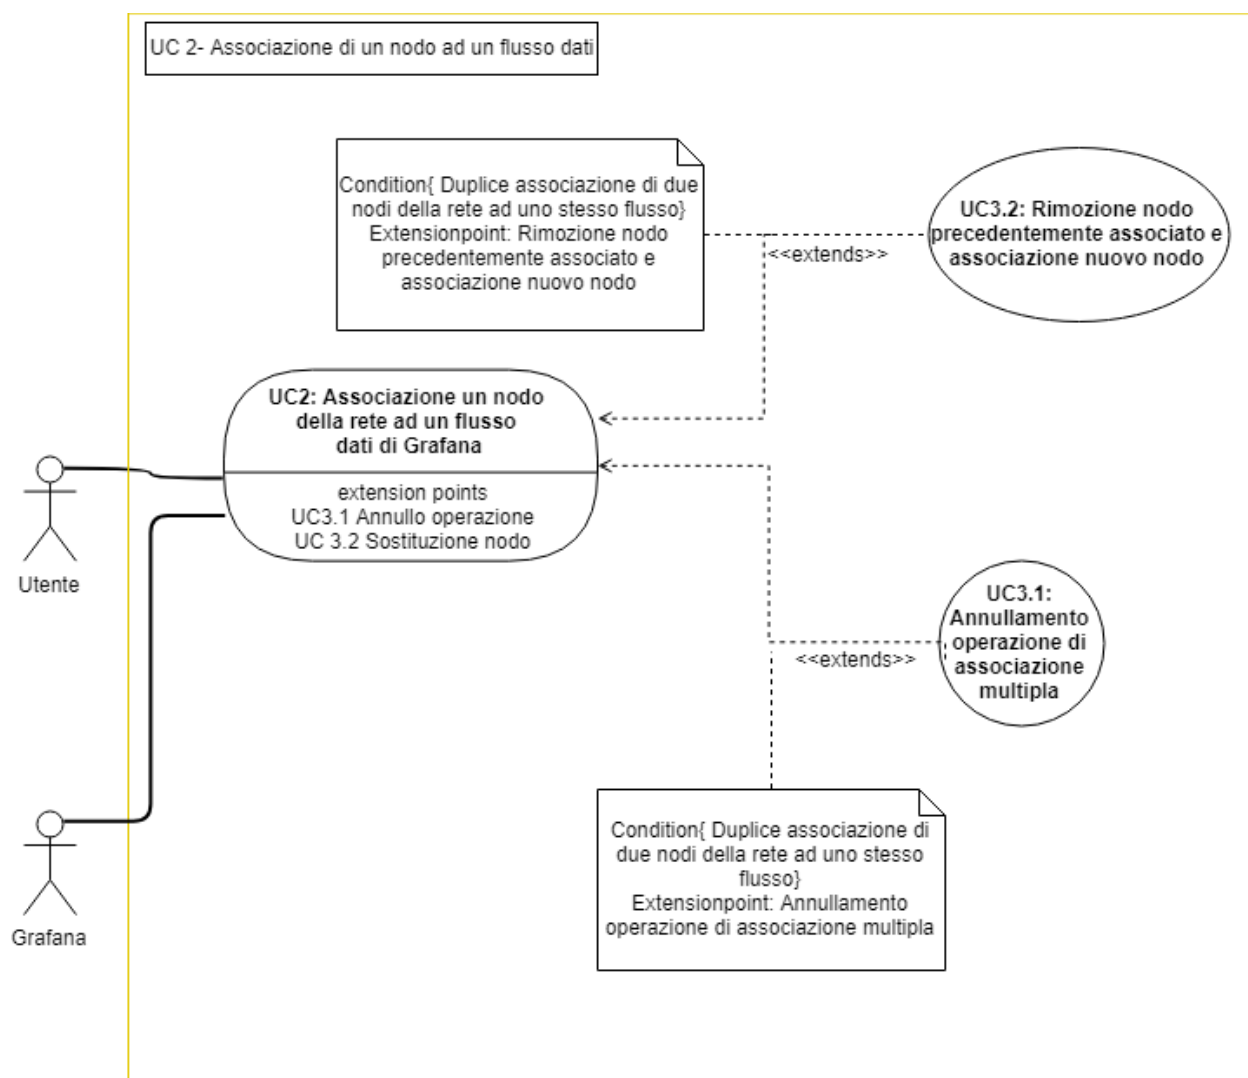 UC 2- Associazione di un nodo ad un flusso dati
Condition{ Duplice associazione di due
nodi della rete ad uno stesso flusso}
Extensionpoint: Rimozione nodo
precedentemente associato e
associazione nuovo nodo
UC3.2: Rimozione nodo
precedentemente associato e
associazione nuovo nodo
<<extends>>
UC2: Associazione un nodo
della rete ad un flusso
dati di Grafana
extension points
UC3.1 Annullo operazione
UC 3.2 Sostituzione nodo
Utente
UC3.1:
Annullamento
operazione di
associazione
multipla
<<extends>>
Condition{ Duplice associazione di
due nodi della rete ad uno stesso
flusso}
Extensionpoint: Annullamento
operazione di associazione multipla
Grafana